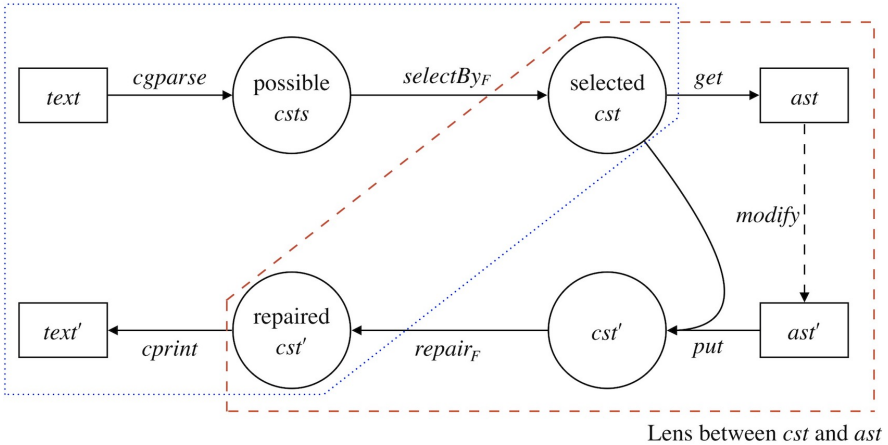 text
cgparse
possible
csts
selectBy_F
selected
cst
get
ast
modify
text′
cprint
repaired
cst′
repair_F
cst′
put
ast′
Lens between cst and ast